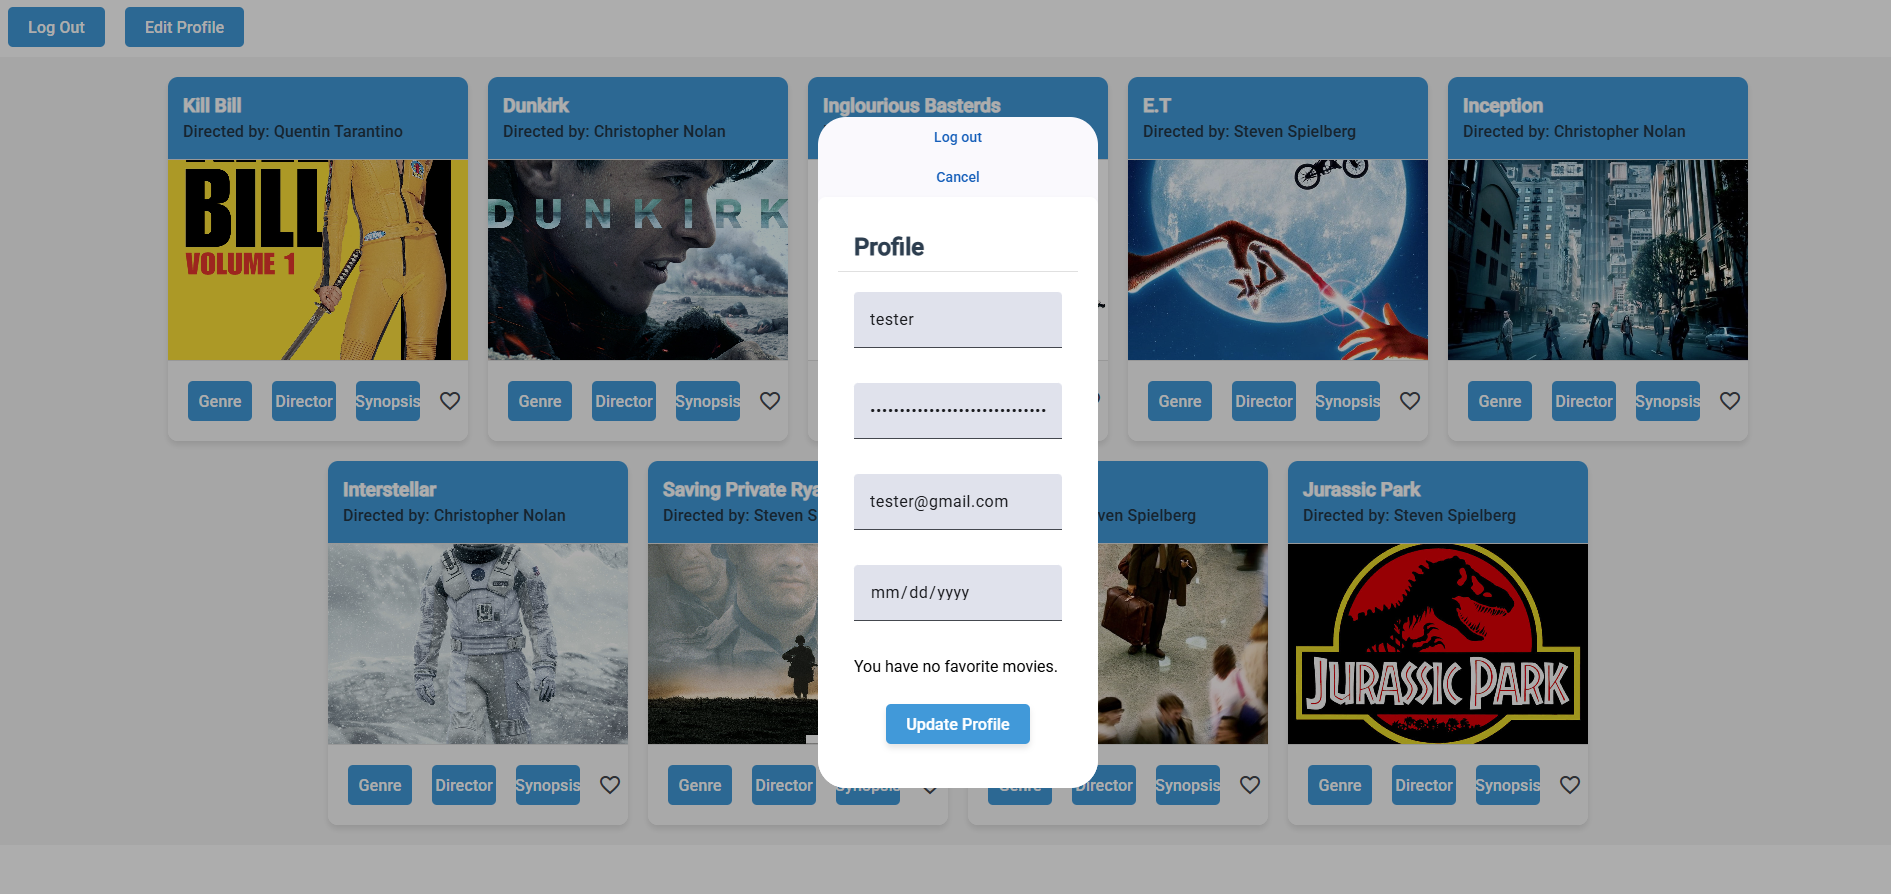 Log Out
Edit Profile
Kill Bill
Directed by: Quentin Tarantino
BILL
VOLUME 1
Genre
Director
Synopsis
Dunkirk
Directed by: Christopher Nolan
DUNKIRK
Genre
Director
Synopsis
Inglourious Basterds
E.T
Directed by: Steven Spielberg
Genre
Director
Synopsis
Inception
Directed by: Christopher Nolan
Genre
Director
Synopsis
Log out
Cancel
Profile
tester
tester@gmail.com
mm/dd/yyyy
You have no favorite movies.
Update Profile
Interstellar
Directed by: Christopher Nolan
Genre
Director
Synopsis
Saving Private Rya
Directed by: Steven S
Genre
Director
Synopsis
ven Spielberg
Genre
Director
Synopsis
Jurassic Park
Directed by: Steven Spielberg
JURASSIC PARK
Genre
Director
Synopsis